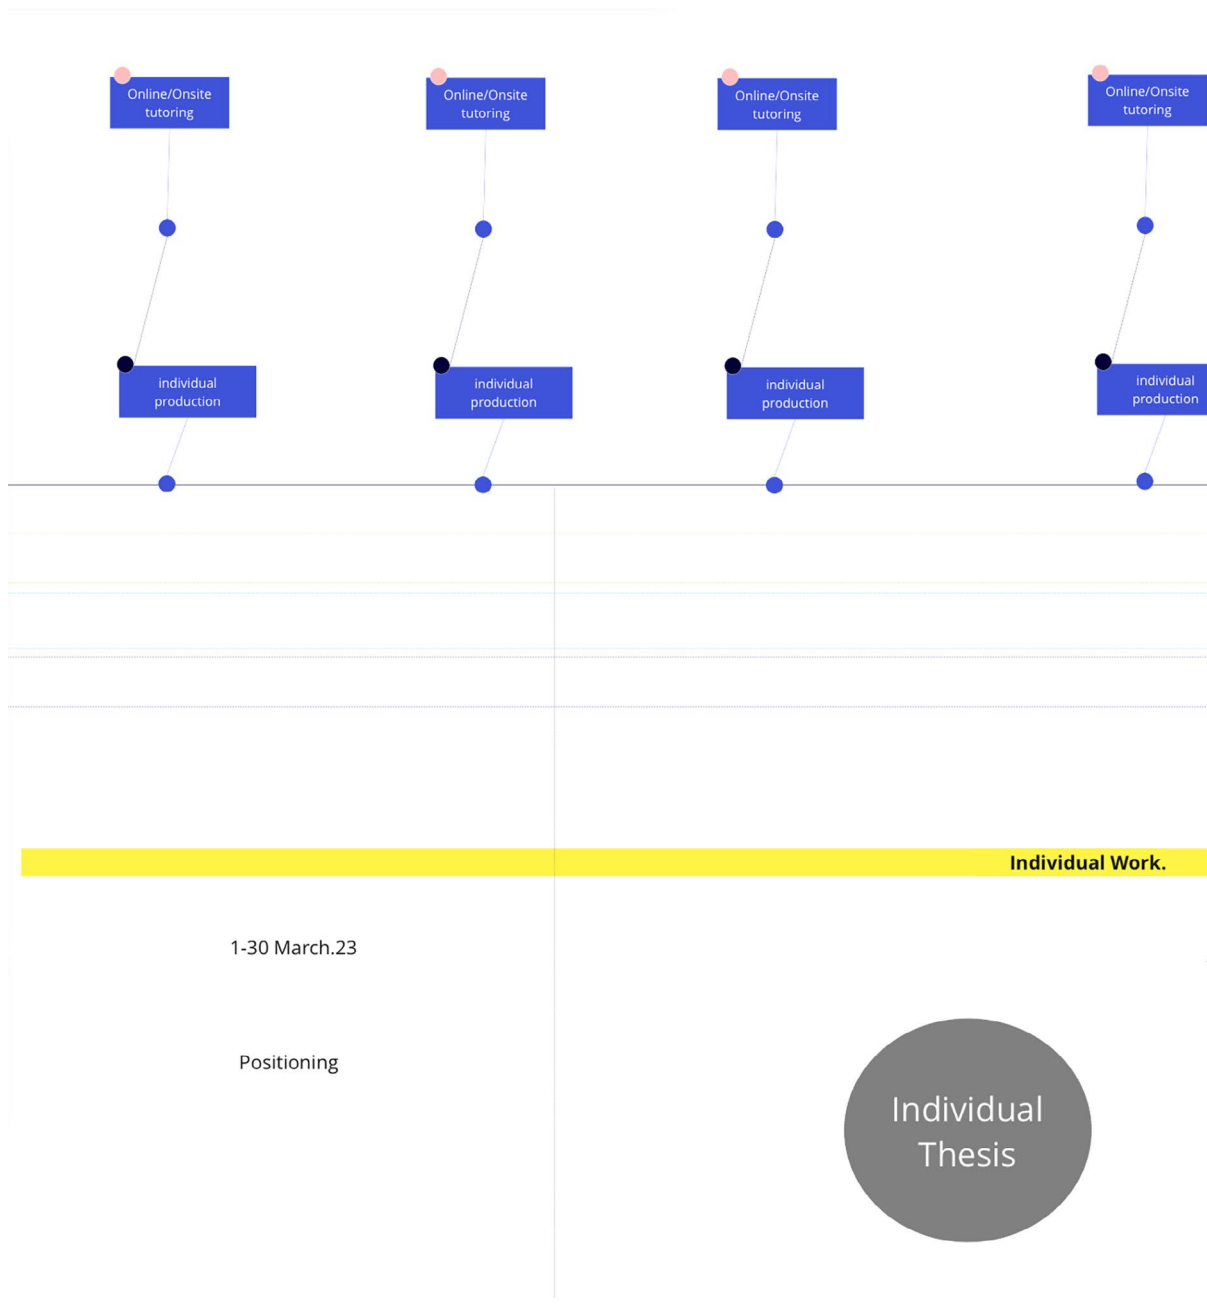 Online/Onsite
tutoring
Online/Onsite
tutoring
Online/Onsite
tutoring
Online/Onsite
tutoring
individual
production
individual
production
individual
production
individual
production
Individual Work.
1-30 March.23
Positioning
Individual
Thesis